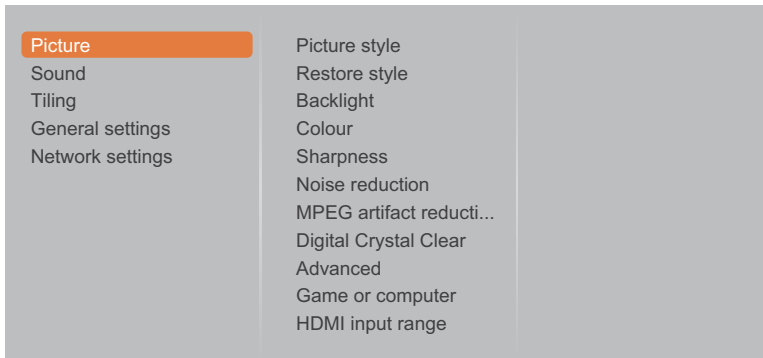 Picture
Sound
Tiling
General settings
Network settings
Picture style
Restore style
Backlight
Colour
Sharpness
Noise reduction
MPEG artifact reducti...
Digital Crystal Clear
Advanced
Game or computer
HDMI input range